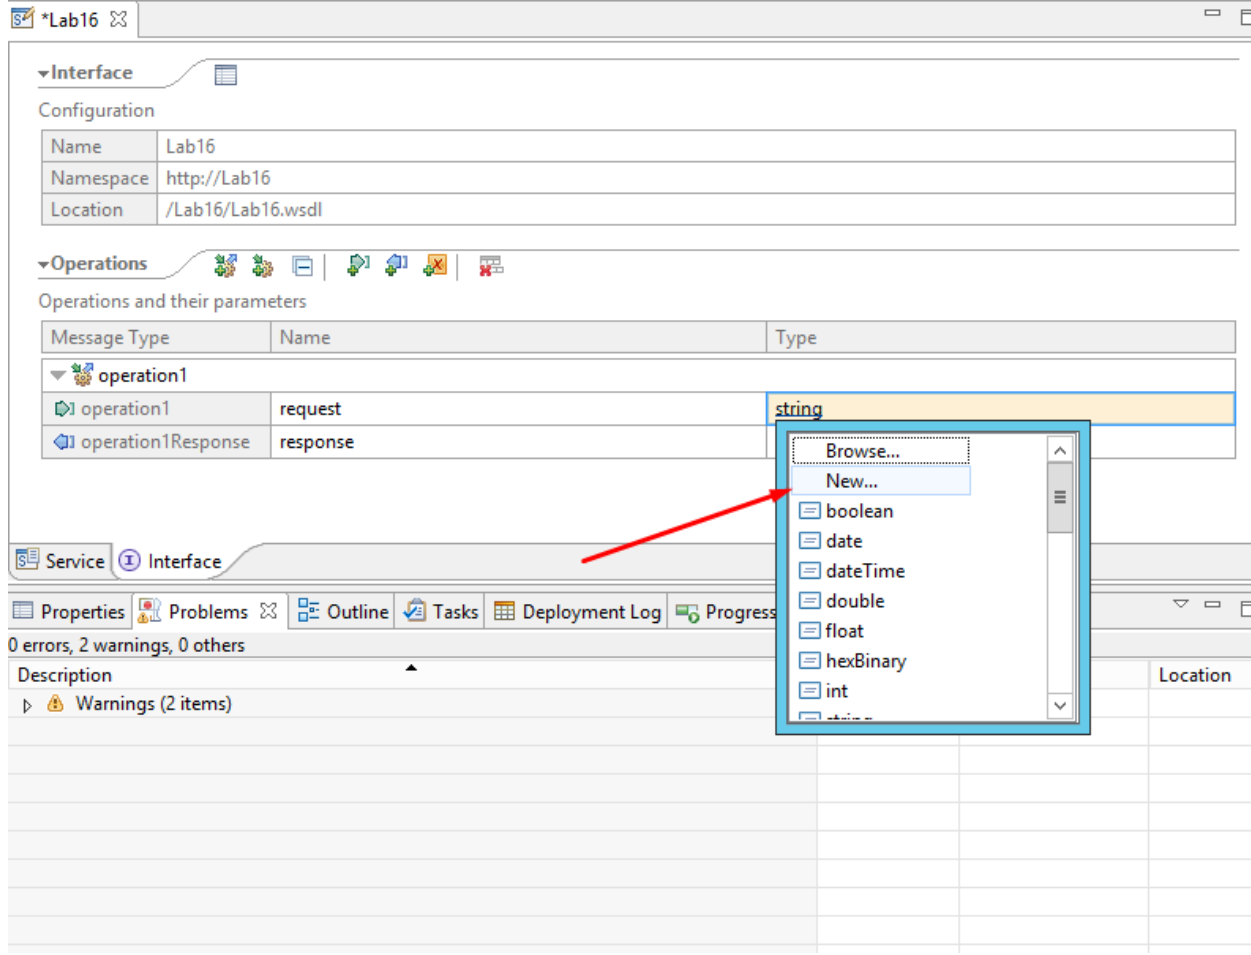 *Lab16
Interface
Configuration
Name Lab16
Namespace http://Lab16
Location /Lab16/Lab16.wsdl
Operations
Operations and their parameters
Message Type Name Type
operation1
operation1 request string
operation1Response response
Browse...
New...
boolean
date
dateTime
double
float
hexBinary
int
string
Service Interface
Properties Problems Outline Tasks Deployment Log Progress
0 errors, 2 warnings, 0 others
Description Location
Warnings (2 items)